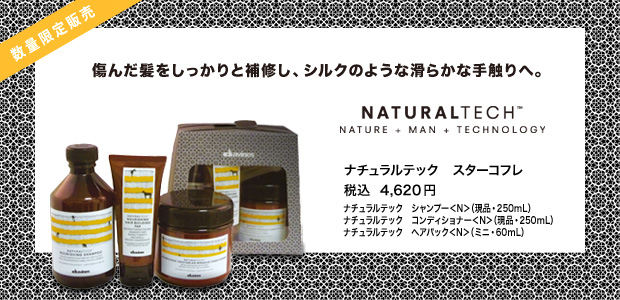 数量限定販売
傷んだ髪をしっかりと補修し、シルクのような滑らかな手触りへ。
NATURALTECH™
NATURE + MAN + TECHNOLOGY
ナチュラルテック　スターコフレ
税込　4,620円
ナチュラルテック　シャンプー<N>(現品・250mL)
ナチュラルテック　コンディショナー<N>(現品・250mL)
ナチュラルテック　ヘアパック<N>(ミニ・60mL)
davines
NOURISHING SHAMPOO
davines
davines